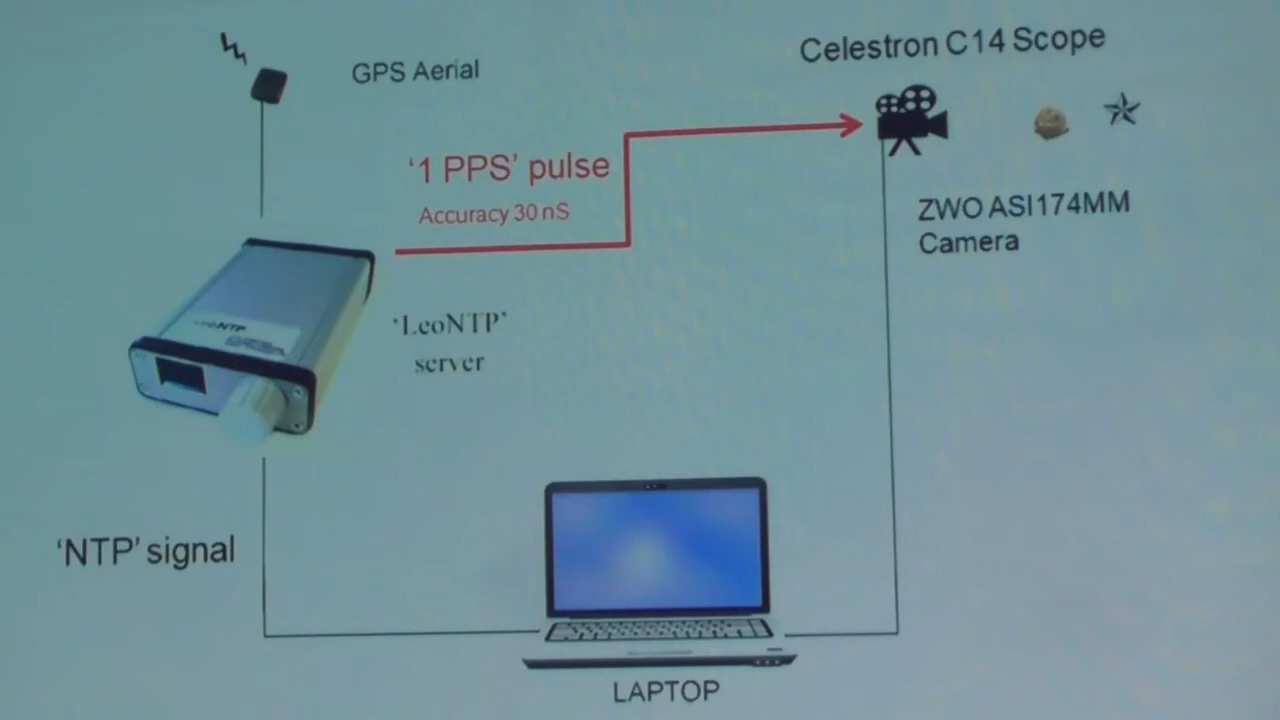 GPS Aerial
Celestron C14 Scope
‘1 PPS’ pulse
Accuracy 30 nS
ZWO ASI174MM
Camera
LeoNTP
‘LeoNTP’
server
‘NTP’ signal
LAPTOP